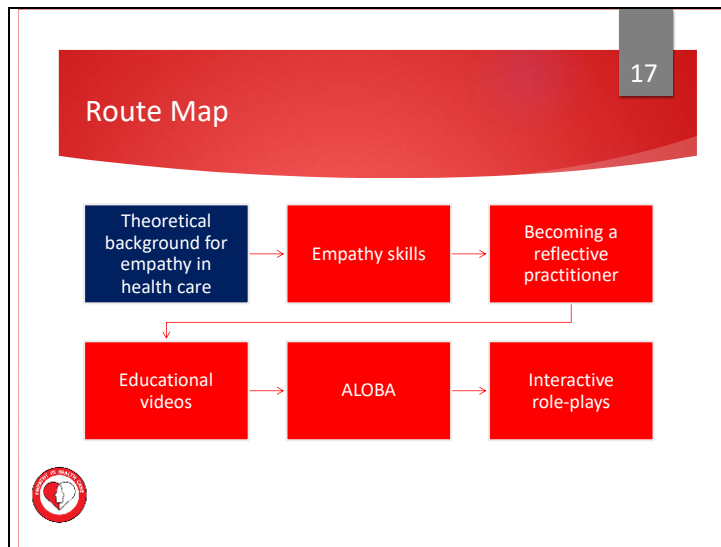 17
Route Map
Theoretical
background for
empathy in
health care
Empathy skills
Becoming a
reflective
practitioner
Educational
videos
ALOBA
Interactive
role-plays